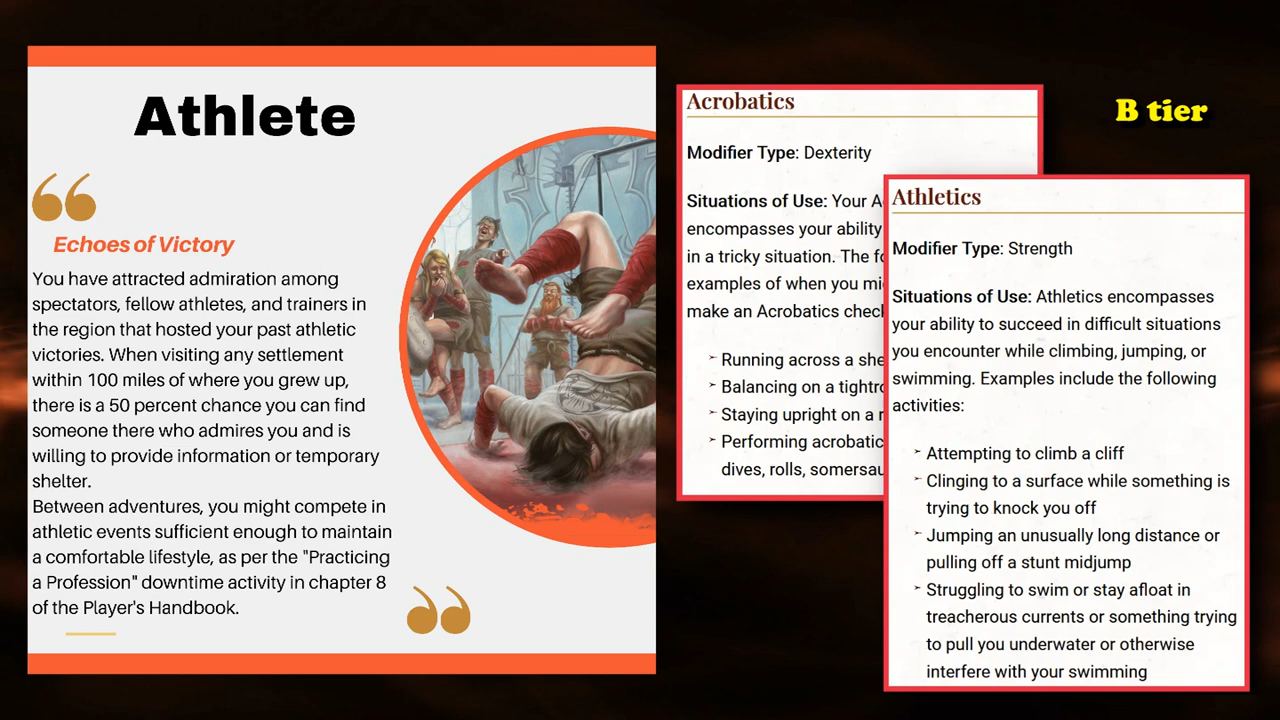 Athlete
“
Echoes of Victory
You have attracted admiration among
spectators, fellow athletes, and trainers in
the region that hosted your past athletic
victories. When visiting any settlement
within 100 miles of where you grew up,
there is a 50 percent chance you can find
someone there who admires you and is
willing to provide information or temporary
shelter.
Between adventures, you might compete in
athletic events sufficient enough to maintain
a comfortable lifestyle, as per the "Practicing
a Profession" downtime activity in chapter 8
of the Player's Handbook.
”
Acrobatics
Modifier Type: Dexterity
Situations of Use: Your
encompasses your ability
in a tricky situation. The
examples of when you
make an Acrobatics
➢ Running across a
➢ Balancing on a
➢ Staying upright on a
➢ Performing
dives, rolls,
B tier
Athletics
Modifier Type: Strength
Situations of Use: Athletics encompasses
your ability to succeed in difficult situations
you encounter while climbing, jumping, or
swimming. Examples include the following
activities:
➢ Attempting to climb a cliff
➢ Clinging to a surface while something is
trying to knock you off
➢ Jumping an unusually long distance or
pulling off a stunt midjump
➢ Struggling to swim or stay afloat in
treacherous currents or something trying
to pull you underwater or otherwise
interfere with your swimming